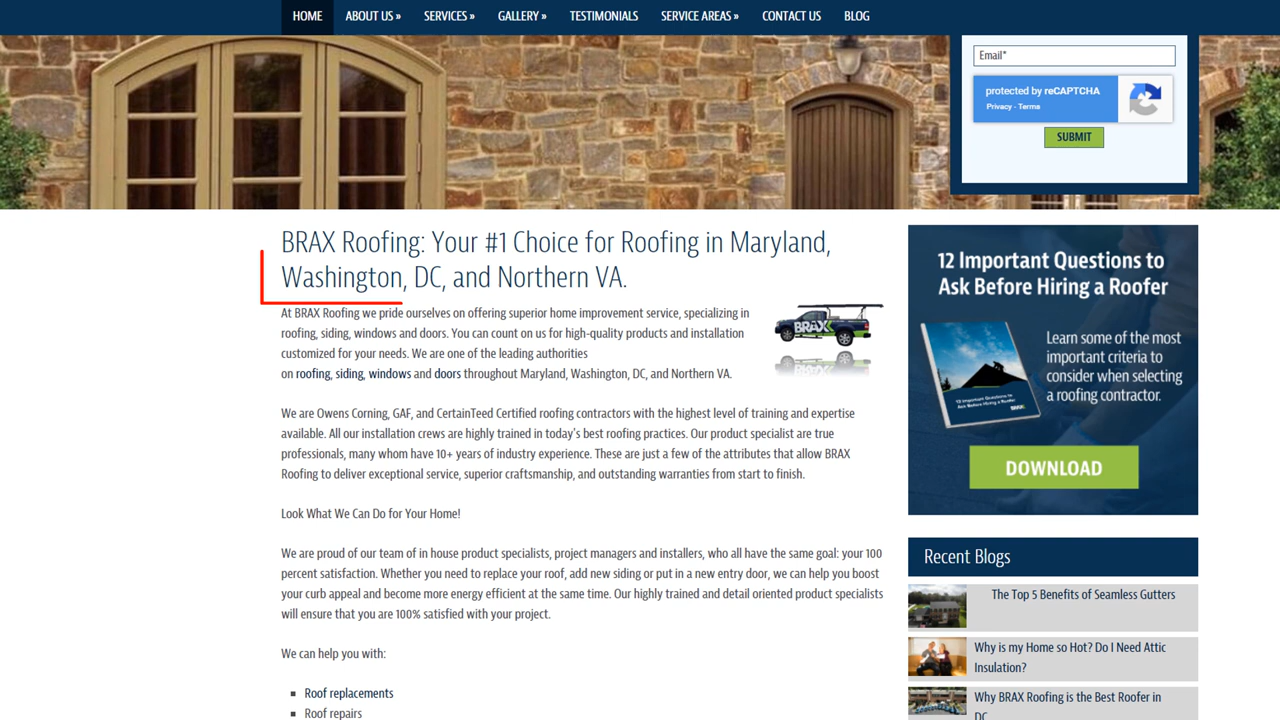 HOME ABOUT US » SERVICES » GALLERY » TESTIMONIALS SERVICE AREAS » CONTACT US BLOG
Email*
protected by reCAPTCHA
Privacy - Terms
SUBMIT
BRAX Roofing: Your #1 Choice for Roofing in Maryland,
Washington, DC, and Northern VA.
At BRAX Roofing we pride ourselves on offering superior home improvement service, specializing in
roofing, siding, windows and doors. You can count on us for high-quality products and installation
customized for your needs. We are one of the leading authorities
on roofing, siding, windows and doors throughout Maryland, Washington, DC, and Northern VA.
BRAX
We are Owens Corning, GAF, and CertainTeed Certified roofing contractors with the highest level of training and expertise
available. All our installation crews are highly trained in today's best roofing practices. Our product specialist are true
professionals, many whom have 10+ years of industry experience. These are just a few of the attributes that allow BRAX
Roofing to deliver exceptional service, superior craftsmanship, and outstanding warranties from start to finish.
Look What We Can Do for Your Home!
We are proud of our team of in house product specialists, project managers and installers, who all have the same goal: your 100
percent satisfaction. Whether you need to replace your roof, add new siding or put in a new entry door, we can help you boost
your curb appeal and become more energy efficient at the same time. Our highly trained and detail oriented product specialists
will ensure that you are 100% satisfied with your project.
We can help you with:
Roof replacements
Roof repairs
12 Important Questions to
Ask Before Hiring a Roofer
12 Important Questions to
Ask Before Hiring a Roofer
BRAX
Learn some of the most
important criteria to
consider when selecting
a roofing contractor.
DOWNLOAD
Recent Blogs
The Top 5 Benefits of Seamless Gutters
Why is my Home so Hot? Do I Need Attic
Insulation?
Why BRAX Roofing is the Best Roofer in
DC